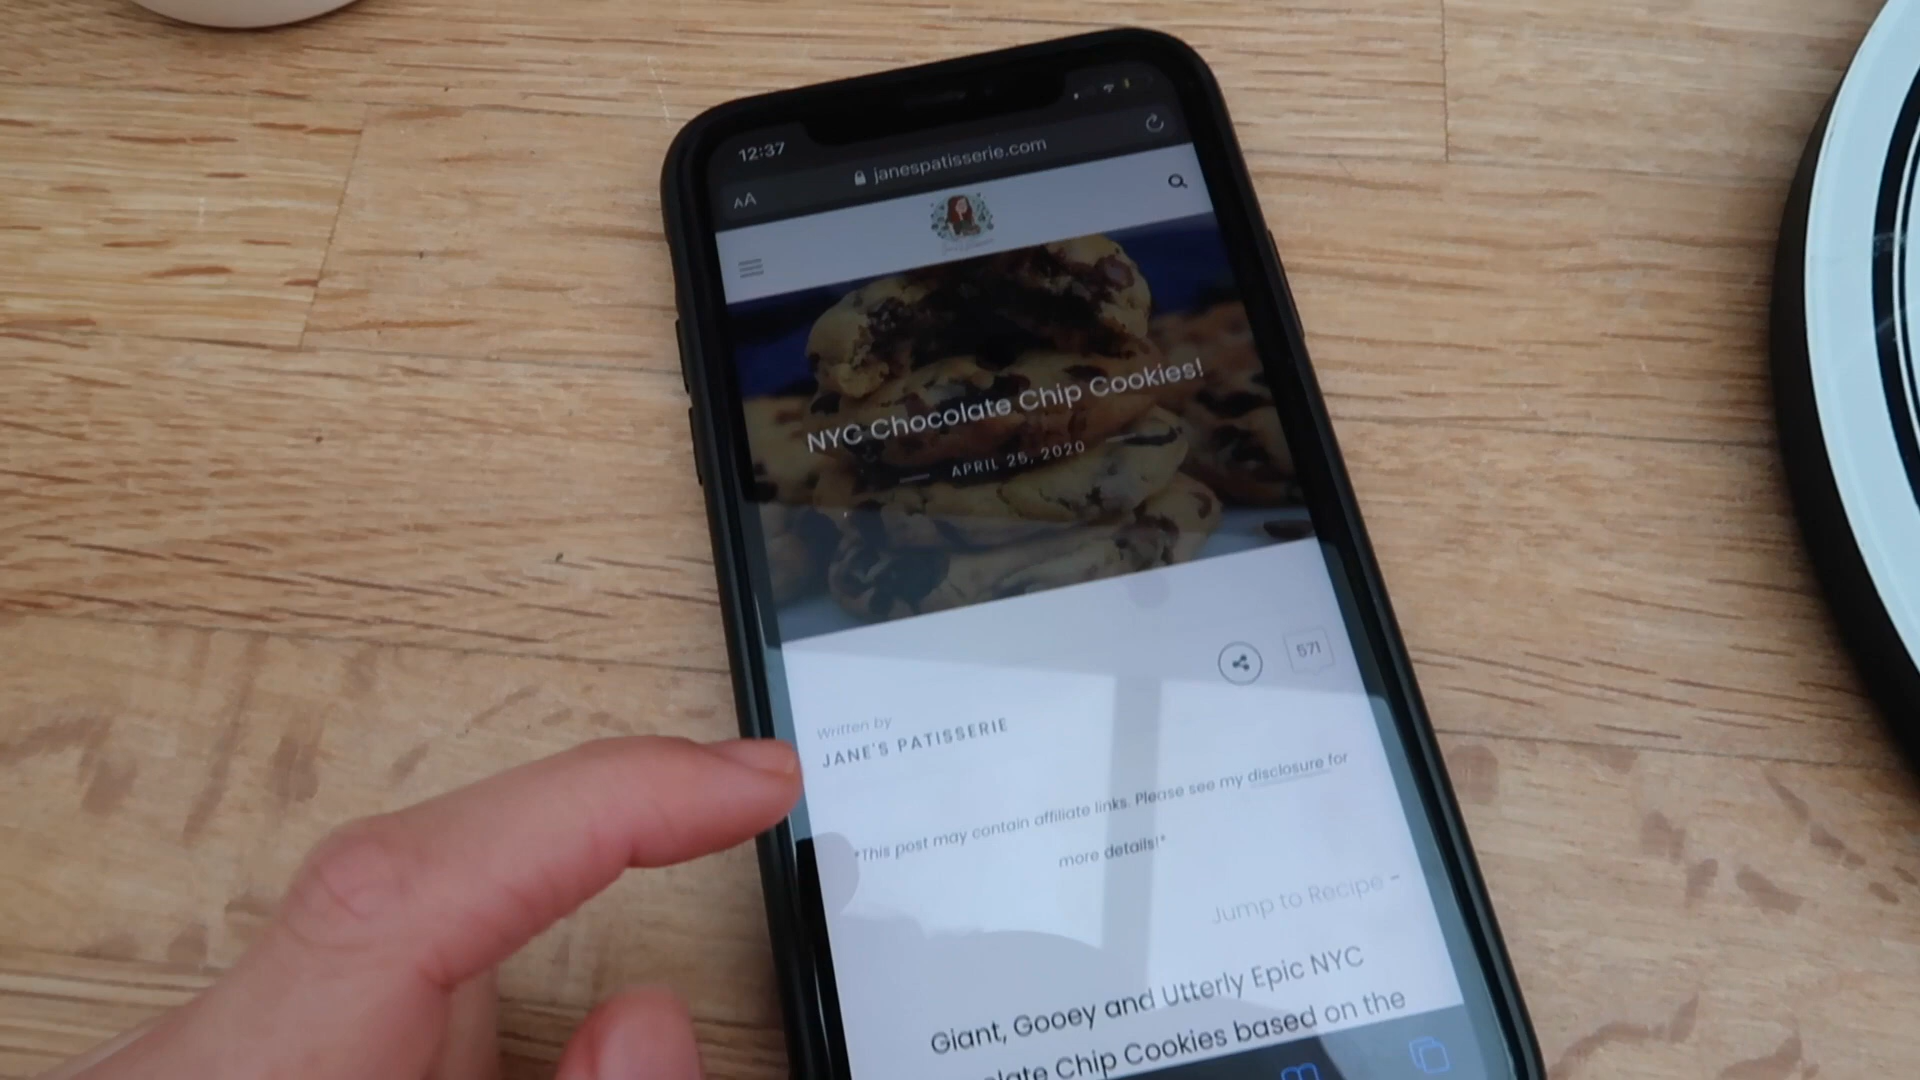 12:37
AA
janespatisserie.com
NYC Chocolate Chip Cookies!
APRIL 25, 2020
571
Written by
JANE'S PATISSERIE
*This post may contain affiliate links. Please see my disclosure for
more details!*
Jump to Recipe -
Giant, Gooey and Utterly Epic NYC
Chip Cookies based on the